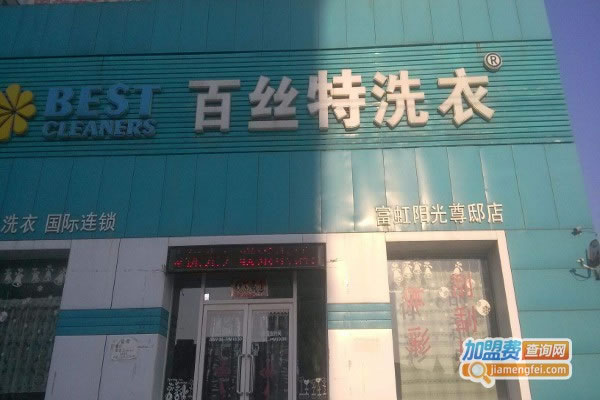 BEST
CLEANERS
百丝特洗衣®
洗衣 国际连锁
富虹阳光尊邸店
加盟费查询网
jiamengfei.com